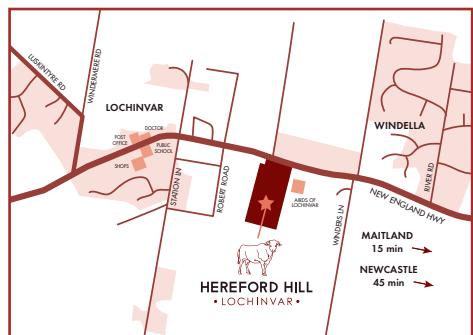 LUSKINTYRE RD
WINDERMERE RD
LOCHINVAR
DOCTOR
POST
OFFICE
PUBLIC
SCHOOL
SHOPS
STATION LN
ROBERT ROAD
AIRDS OF
LOCHINVAR
WINDELLA
RIVER RD
NEW ENGLAND HWY
WINDERS LN
MAITLAND
15 min
NEWCASTLE
45 min
HEREFORD HILL
• LOCHINVAR •